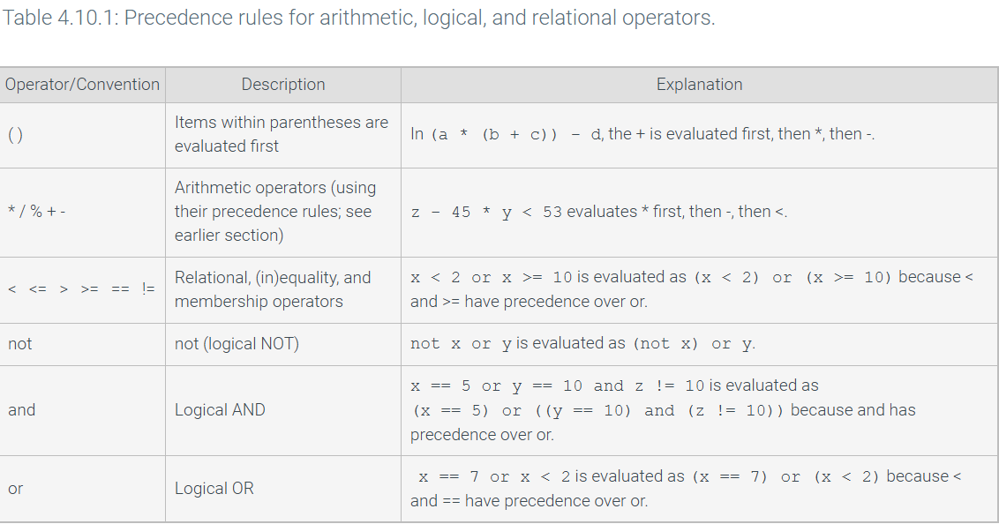 Table 4.10.1: Precedence rules for arithmetic, logical, and relational operators.
Operator/Convention
Description
Explanation
( )
Items within parentheses are
evaluated first
In (a * (b + c)) - d, the + is evaluated first, then *, then -.
* / % + -
Arithmetic operators (using
their precedence rules; see
earlier section)
z - 45 * y < 53 evaluates * first, then -, then <.
< <= > >= == !=
Relational, (in)equality, and
membership operators
x < 2 or x >= 10 is evaluated as (x < 2) or (x >= 10) because <
and >= have precedence over or.
not
not (logical NOT)
not x or y is evaluated as (not x) or y.
and
Logical AND
x == 5 or y == 10 and z != 10 is evaluated as
(x == 5) or ((y == 10) and (z != 10)) because and has
precedence over or.
or
Logical OR
x == 7 or x < 2 is evaluated as (x == 7) or (x < 2) because <
and == have precedence over or.